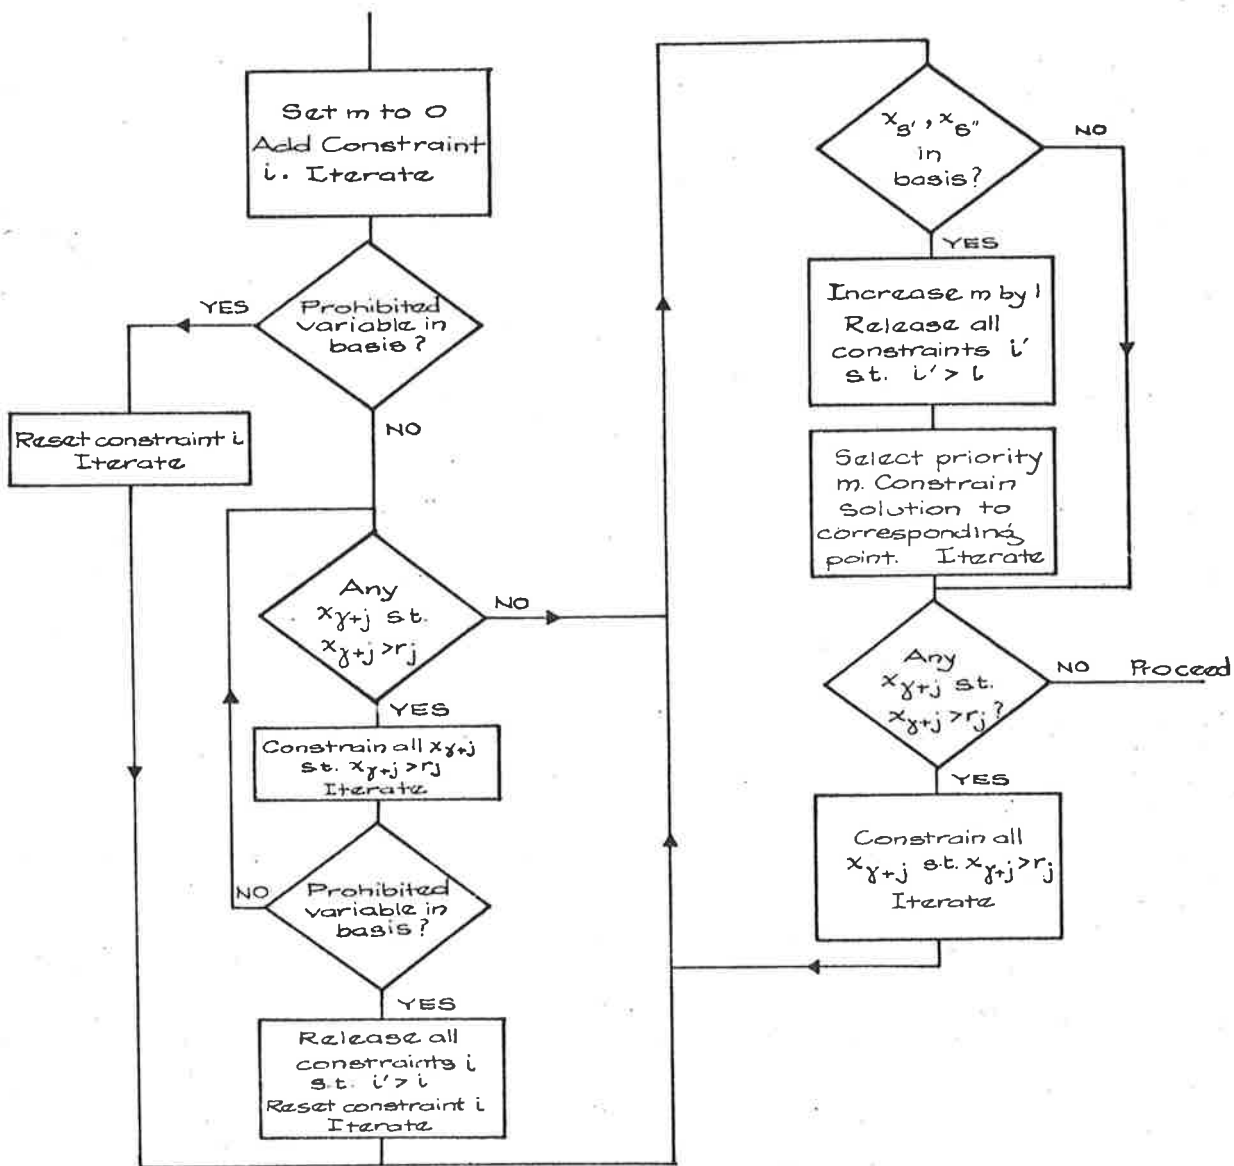 Set m to 0
Add Constraint
i. Iterate
YES
Prohibited
variable in
basis?
NO
Reset constraint i
Iterate
Any
xγ+j s.t.
xγ+j > rj
NO
YES
Constrain all xγ+j
s.t. xγ+j > rj
Iterate
NO
Prohibited
variable in
basis?
YES
Release all
constraints i
s.t. i' > i
Reset constraint i
Iterate
xs', xs"
in
basis?
NO
YES
Increase m by 1
Release all
constraints i'
st. i' > i
Select priority
m. Constrain
solution to
corresponding
point. Iterate
Any
xγ+j st.
xγ+j > rj?
NO
Proceed
YES
Constrain all
xγ+j s.t. xγ+j > rj
Iterate